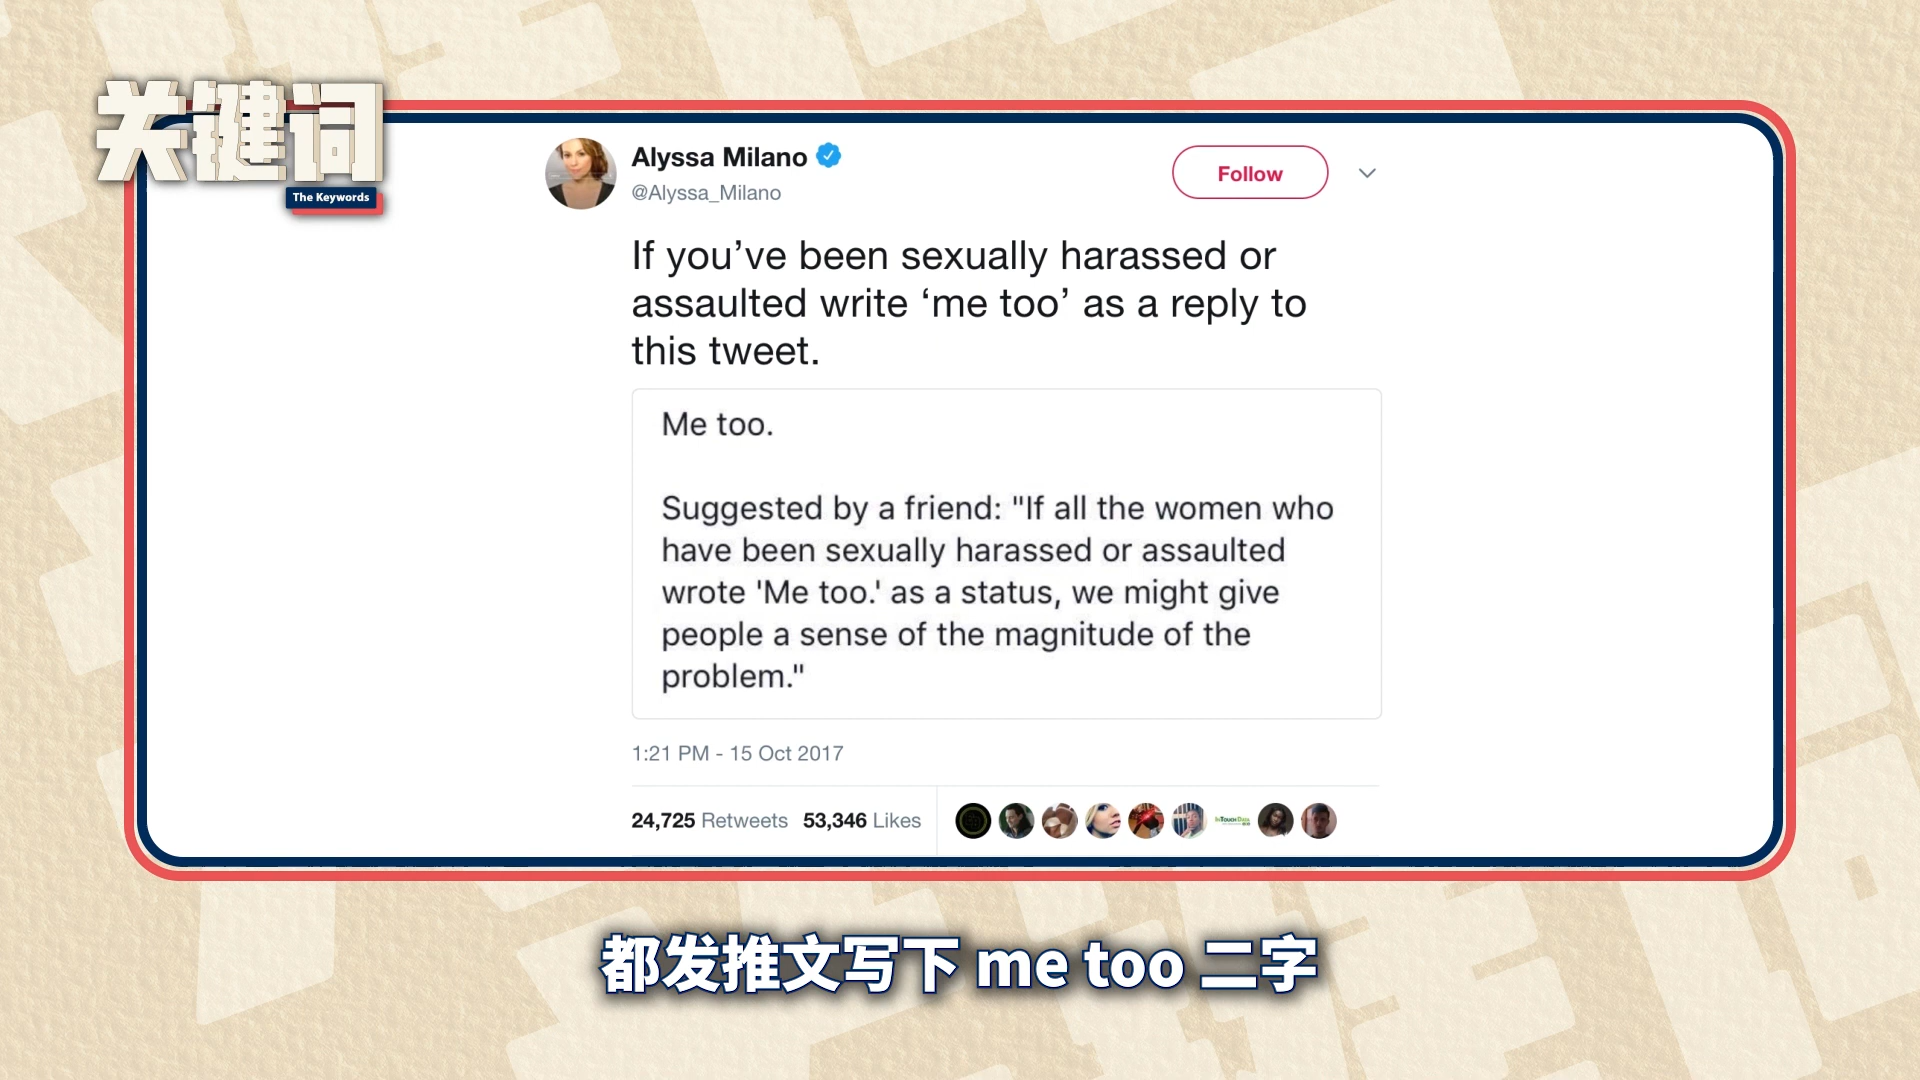 关键词
The Keywords
Alyssa Milano
@Alyssa_Milano
Follow
If you’ve been sexually harassed or
assaulted write ‘me too’ as a reply to
this tweet.
Me too.
Suggested by a friend: "If all the women who
have been sexually harassed or assaulted
wrote 'Me too.' as a status, we might give
people a sense of the magnitude of the
problem."
1:21 PM - 15 Oct 2017
24,725 Retweets 53,346 Likes
都发推文写下 me too 二字